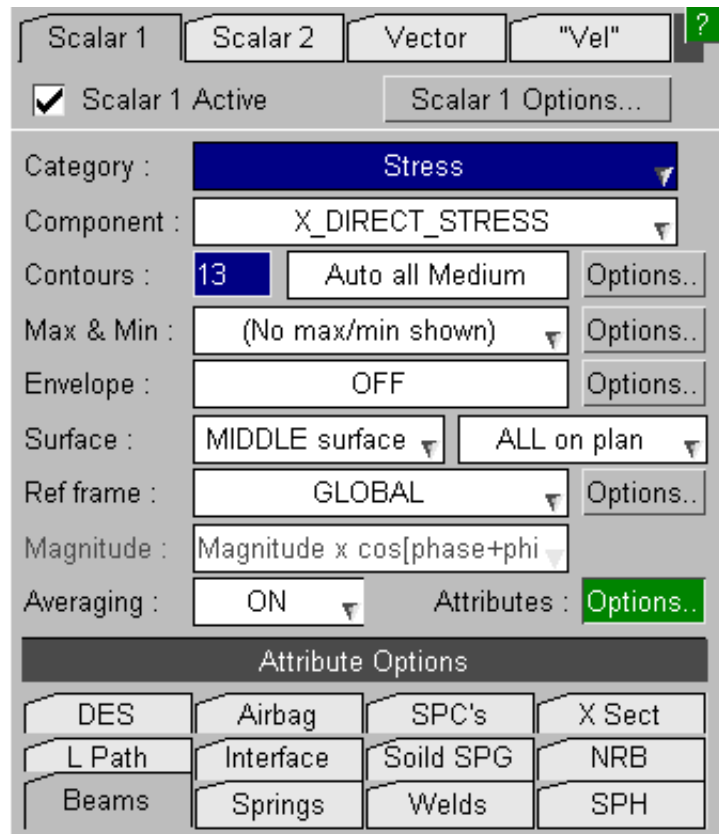 Scalar 1 Scalar 2 Vector "Vel" ?
Scalar 1 Active Scalar 1 Options...
Category : Stress
Component : X_DIRECT_STRESS
Contours : 13 Auto all Medium Options..
Max & Min : (No max/min shown) Options..
Envelope : OFF Options..
Surface : MIDDLE surface ALL on plan
Ref frame : GLOBAL Options..
Magnitude : Magnitude x cos[phase+phi
Averaging : ON Attributes : Options..
Attribute Options
DES Airbag SPC's X Sect
L Path Interface Soild SPG NRB
Beams Springs Welds SPH